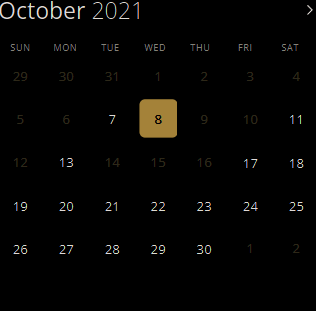 October 2021 >
SUN MON TUE WED THU FRI SAT
29 30 31 1 2 3 4
5 6 7 8 9 10 11
12 13 14 15 16 17 18
19 20 21 22 23 24 25
26 27 28 29 30 1 2